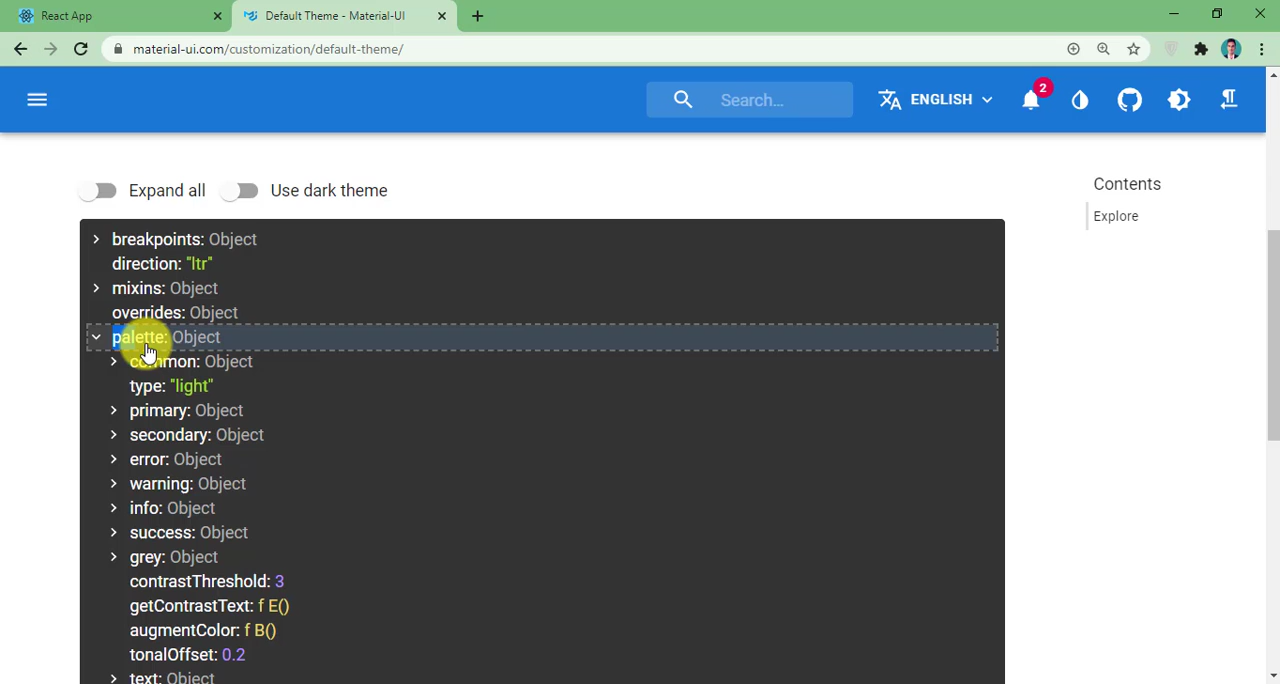 React App
Default Theme - Material-UI
material-ui.com/customization/default-theme/
Search…
ENGLISH
2
Expand all
Use dark theme
Contents
Explore
breakpoints: Object
direction: "ltr"
mixins: Object
overrides: Object
palette: Object
common: Object
type: "light"
primary: Object
secondary: Object
error: Object
warning: Object
info: Object
success: Object
grey: Object
contrastThreshold: 3
getContrastText: f E()
augmentColor: f B()
tonalOffset: 0.2
text: Object